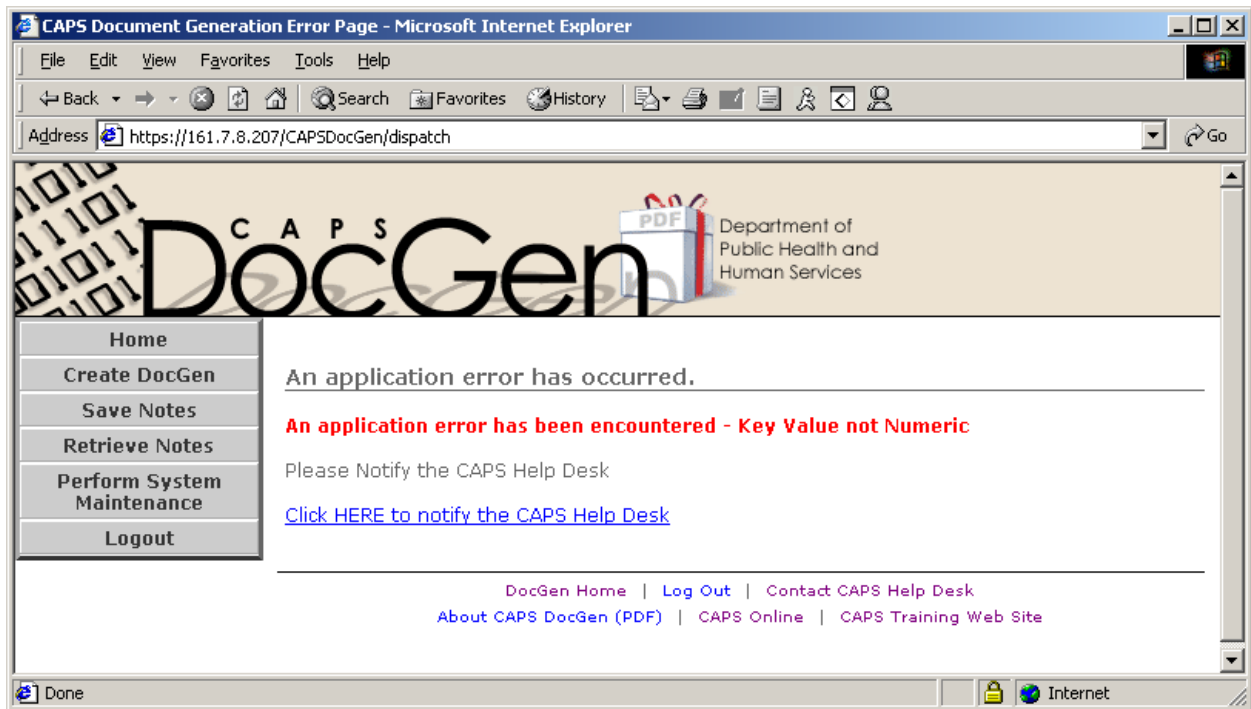 CAPS Document Generation Error Page - Microsoft Internet Explorer
File Edit View Favorites Tools Help
Back Search Favorites History
Address https://161.7.8.207/CAPSDocGen/dispatch Go
CAPS
DocGen
PDF
Department of
Public Health and
Human Services
Home
Create DocGen
Save Notes
Retrieve Notes
Perform System
Maintenance
Logout
An application error has occurred.
An application error has been encountered - Key Value not Numeric
Please Notify the CAPS Help Desk
Click HERE to notify the CAPS Help Desk
DocGen Home | Log Out | Contact CAPS Help Desk
About CAPS DocGen (PDF) | CAPS Online | CAPS Training Web Site
Done Internet